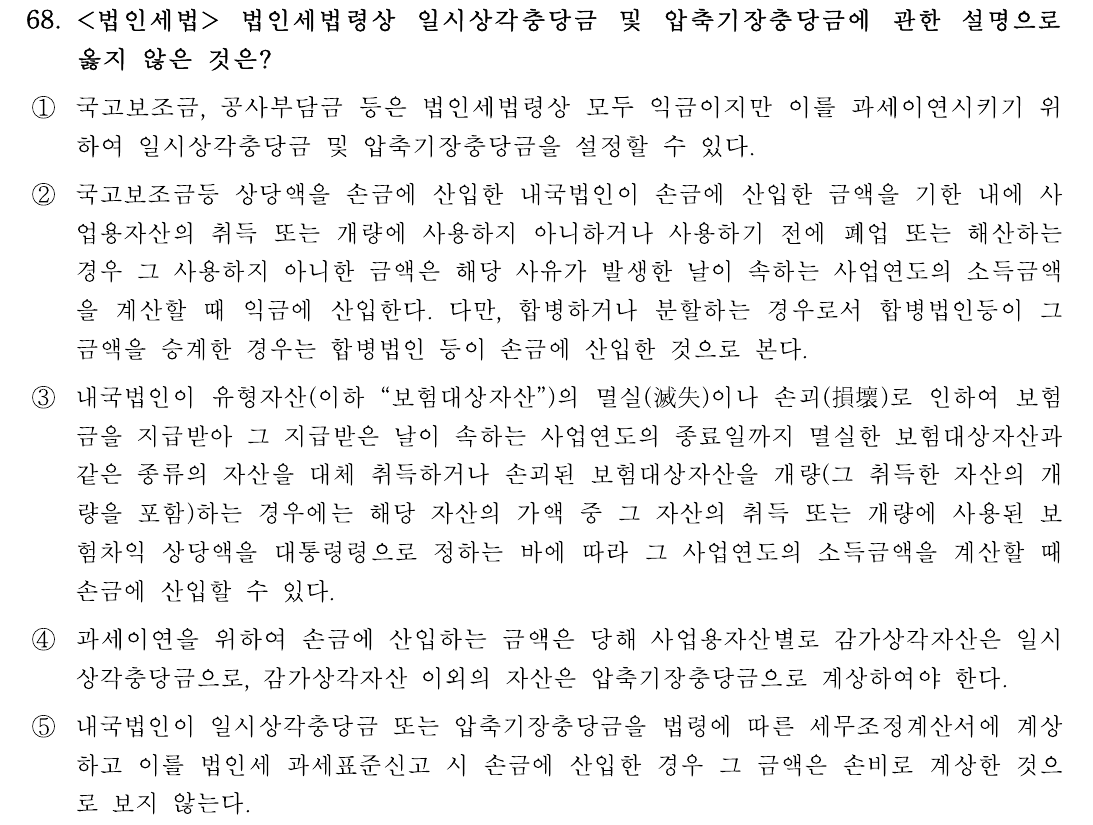 68. <법인세법> 법인세법령상 일시상각충당금 및 압축기장충당금에 관한 설명으로
옳지 않은 것은?
① 국고보조금, 공사부담금 등은 법인세법령상 모두 익금이지만 이를 과세이연시키기 위
하여 일시상각충당금 및 압축기장충당금을 설정할 수 있다.
② 국고보조금등 상당액을 손금에 산입한 내국법인이 손금에 산입한 금액을 기한 내에 사
업용자산의 취득 또는 개량에 사용하지 아니하거나 사용하기 전에 폐업 또는 해산하는
경우 그 사용하지 아니한 금액은 해당 사유가 발생한 날이 속하는 사업연도의 소득금액
을 계산할 때 익금에 산입한다. 다만, 합병하거나 분할하는 경우로서 합병법인등이 그
금액을 승계한 경우는 합병법인 등이 손금에 산입한 것으로 본다.
③ 내국법인이 유형자산(이하 “보험대상자산”)의 멸실(滅失)이나 손괴(損壞)로 인하여 보험
금을 지급받아 그 지급받은 날이 속하는 사업연도의 종료일까지 멸실한 보험대상자산과
같은 종류의 자산을 대체 취득하거나 손괴된 보험대상자산을 개량(그 취득한 자산의 개
량을 포함)하는 경우에는 해당 자산의 가액 중 그 자산의 취득 또는 개량에 사용된 보
험차익 상당액을 대통령령으로 정하는 바에 따라 그 사업연도의 소득금액을 계산할 때
손금에 산입할 수 있다.
④ 과세이연을 위하여 손금에 산입하는 금액은 당해 사업용자산별로 감가상각자산은 일시
상각충당금으로, 감가상각자산 이외의 자산은 압축기장충당금으로 계상하여야 한다.
⑤ 내국법인이 일시상각충당금 또는 압축기장충당금을 법령에 따른 세무조정계산서에 계상
하고 이를 법인세 과세표준신고 시 손금에 산입한 경우 그 금액은 손비로 계상한 것으
로 보지 않는다.